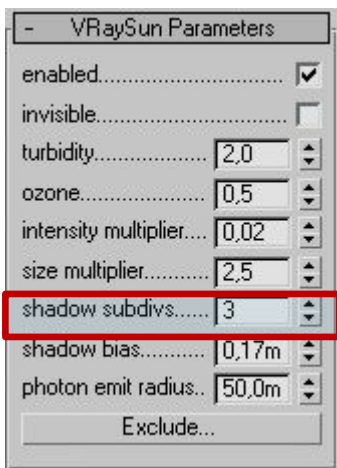 - VRaySun Parameters
enabled............................
invisible............................
turbidity.................. 2,0
ozone.................... 0,5
intensity multiplier.... 0,02
size multiplier........... 2,5
shadow subdivs...... 3
shadow bias........... 0,17m
photon emit radius.. 50,0m
Exclude...